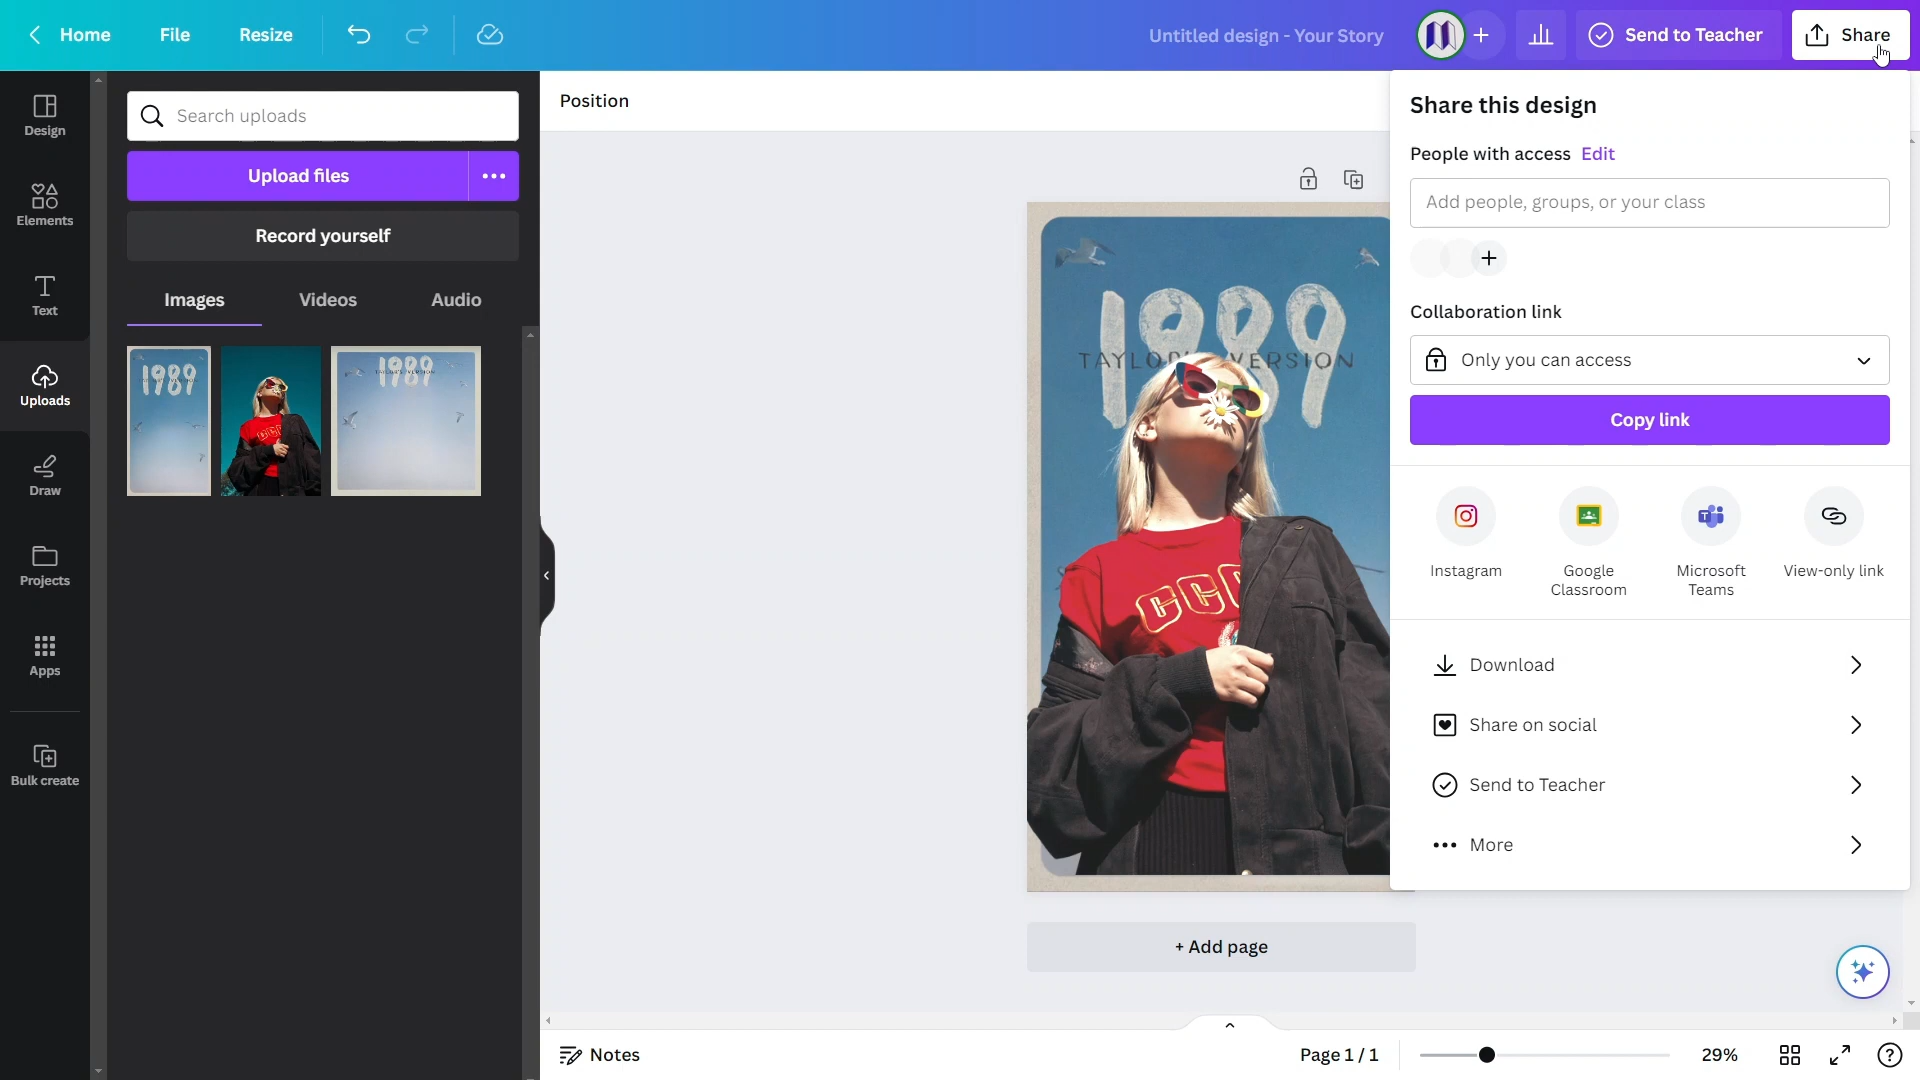 Home
File
Resize
Untitled design - Your Story
Send to Teacher
Share
Design
Elements
Text
Uploads
Draw
Projects
Apps
Bulk create
Search uploads
Upload files
Record yourself
Images
Videos
Audio
1989
1989
Position
1989
TAYLOR'S VERSION
+ Add page
Share this design
People with access Edit
Add people, groups, or your class
Collaboration link
Only you can access
Copy link
Instagram
Google
Classroom
Microsoft
Teams
View-only link
Download
Share on social
Send to Teacher
More
Notes
Page 1 / 1
29%